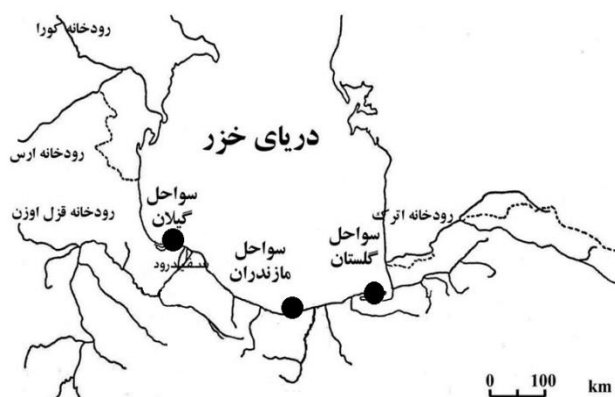 رودخانه کورا
دریای خزر
رودخانه ارس
رودخانه قزل اوزن
سواحل
گیلان
سفیدرود
سواحل
مازندران
سواحل
گلستان
رودخانه اترک
0 100
km